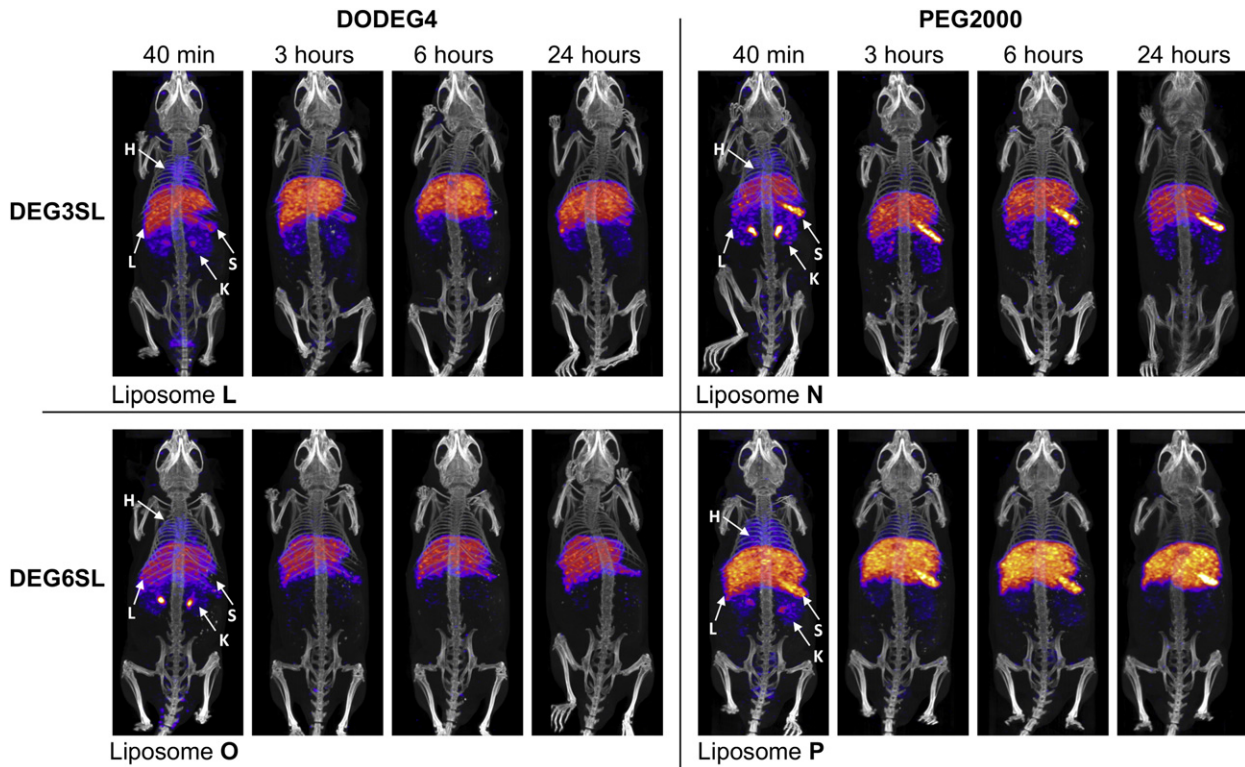 DODEG4
PEG2000
40 min
3 hours
6 hours
24 hours
40 min
3 hours
6 hours
24 hours
DEG3SL
H
L
S
K
H
L
S
K
Liposome L
Liposome N
DEG6SL
H
L
S
K
H
L
S
K
Liposome O
Liposome P